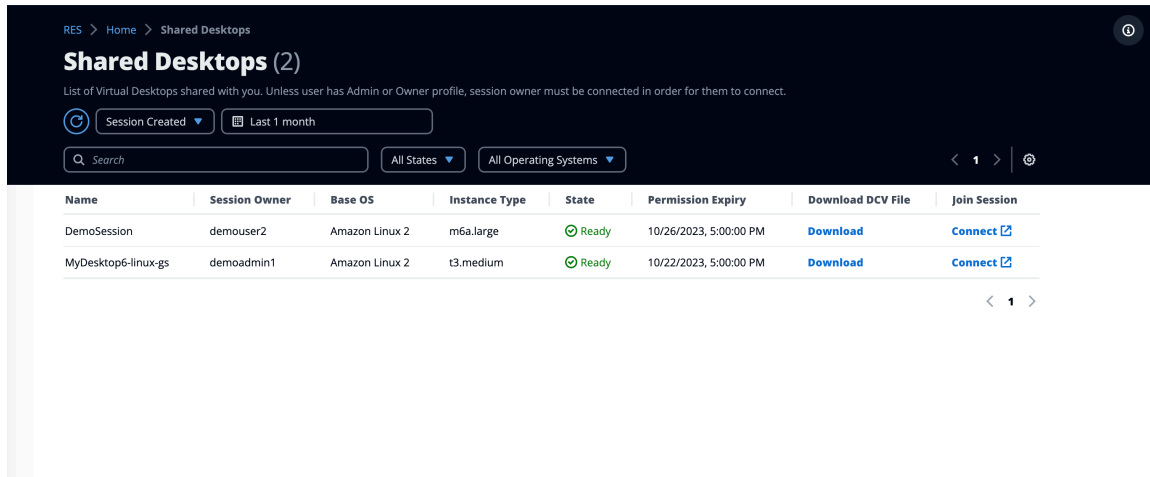 RES > Home > Shared Desktops
Shared Desktops (2)
List of Virtual Desktops shared with you. Unless user has Admin or Owner profile, session owner must be connected in order for them to connect.
Session Created Last 1 month
Search All States All Operating Systems < 1 >
Name Session Owner Base OS Instance Type State Permission Expiry Download DCV File Join Session
DemoSession demouser2 Amazon Linux 2 m6a.large Ready 10/26/2023, 5:00:00 PM Download Connect
MyDesktop6-linux-gs demoadmin1 Amazon Linux 2 t3.medium Ready 10/22/2023, 5:00:00 PM Download Connect
< 1 >